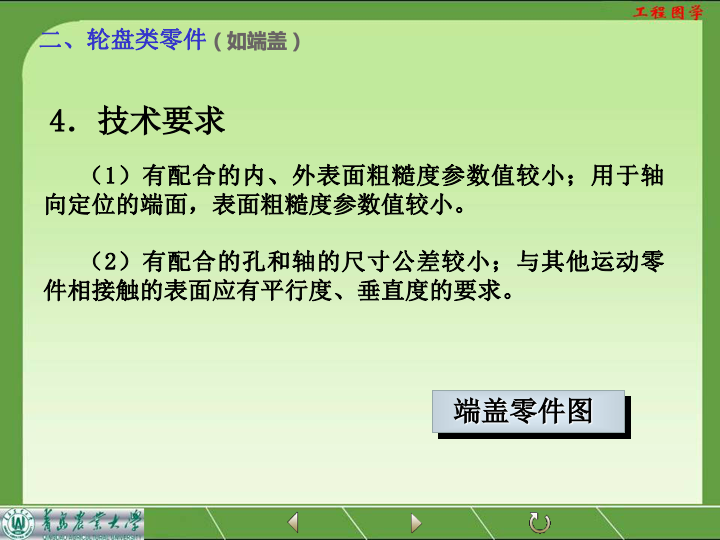 工程图学
二、轮盘类零件（如端盖）
4．技术要求
（1）有配合的内、外表面粗糙度参数值较小；用于轴
向定位的端面，表面粗糙度参数值较小。
（2）有配合的孔和轴的尺寸公差较小；与其他运动零
件相接触的表面应有平行度、垂直度的要求。
端盖零件图
青岛农业大学